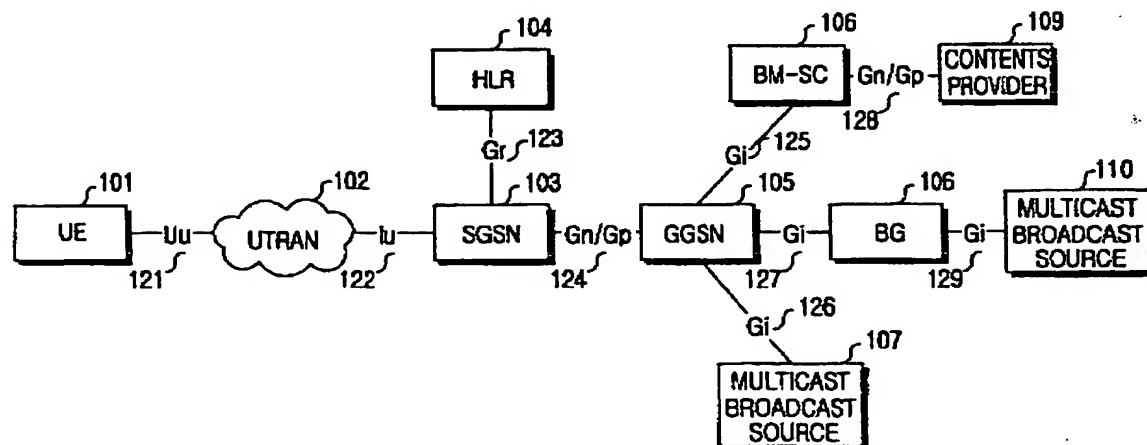 104
HLR
123
Gr
106
BM-SC
Gn/Gp
128
109
CONTENTS
PROVIDER
125
Gi
101
UE
Uu
121
102
UTRAN
Iu
122
103
SGSN
Gn/Gp
124
105
GGSN
Gi
127
106
BG
Gi
129
110
MULTICAST
BROADCAST
SOURCE
126
Gi
107
MULTICAST
BROADCAST
SOURCE